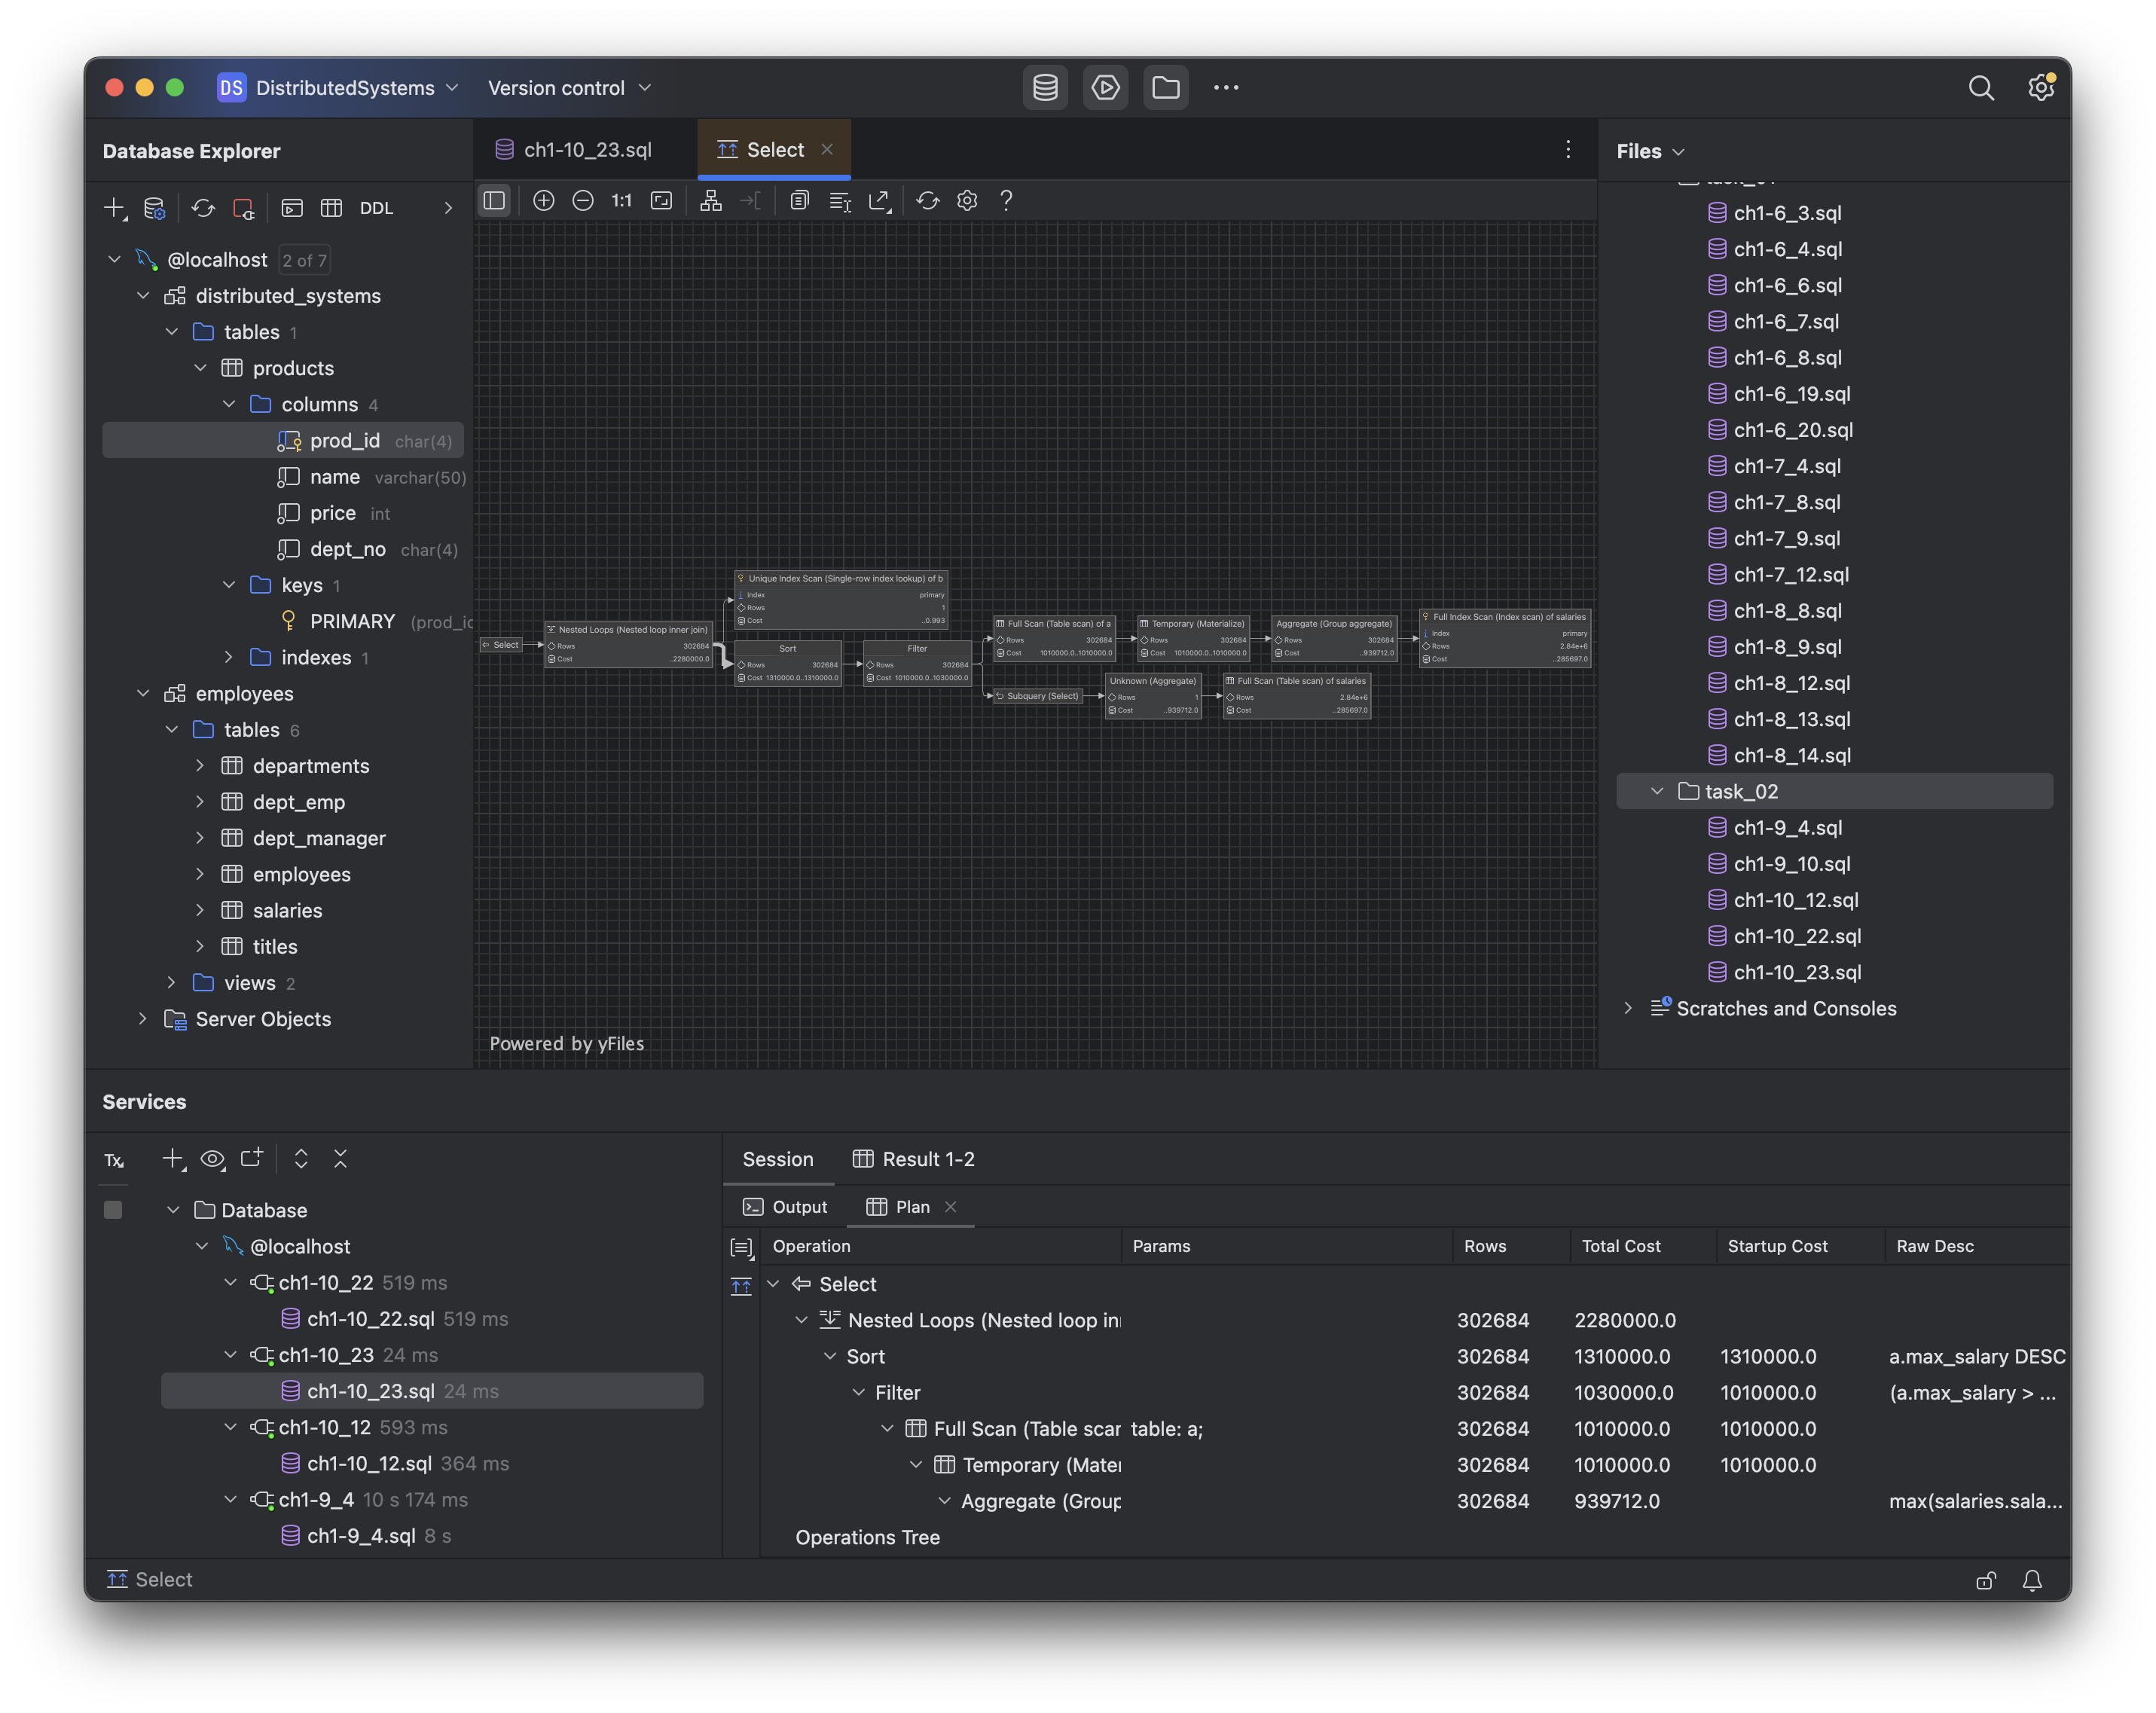 DS DistributedSystems Version control
Database Explorer
DDL
@localhost 2 of 7
distributed_systems
tables 1
products
columns 4
prod_id char(4)
name varchar(50)
price int
dept_no char(4)
keys 1
PRIMARY (prod_id
indexes 1
employees
tables 6
departments
dept_emp
dept_manager
employees
salaries
titles
views 2
Server Objects
ch1-10_23.sql Select
1:1
Select
Nested Loops (Nested loop inner join)
Rows 302684
Cost ..2280000.0
Unique Index Scan (Single-row index lookup) of b
Index primary
Rows 1
Cost ..0.993
Sort
Rows 302684
Cost 1310000.0..1310000.0
Filter
Rows 302684
Cost 1010000.0..1030000.0
Full Scan (Table scan) of a
Rows 302684
Cost 1010000.0..1010000.0
Temporary (Materialize)
Rows 302684
Cost 1010000.0..1010000.0
Aggregate (Group aggregate)
Rows 302684
Cost ..939712.0
Full Index Scan (Index scan) of salaries
Index primary
Rows 2.84e+6
Cost ..285697.0
Subquery (Select)
Unknown (Aggregate)
Rows 1
Cost ..939712.0
Full Scan (Table scan) of salaries
Rows 2.84e+6
Cost ..285697.0
Powered by yFiles
Files
ch1-6_3.sql
ch1-6_4.sql
ch1-6_6.sql
ch1-6_7.sql
ch1-6_8.sql
ch1-6_19.sql
ch1-6_20.sql
ch1-7_4.sql
ch1-7_8.sql
ch1-7_9.sql
ch1-7_12.sql
ch1-8_8.sql
ch1-8_9.sql
ch1-8_12.sql
ch1-8_13.sql
ch1-8_14.sql
task_02
ch1-9_4.sql
ch1-9_10.sql
ch1-10_12.sql
ch1-10_22.sql
ch1-10_23.sql
Scratches and Consoles
Services
Tx
Database
@localhost
ch1-10_22 519 ms
ch1-10_22.sql 519 ms
ch1-10_23 24 ms
ch1-10_23.sql 24 ms
ch1-10_12 593 ms
ch1-10_12.sql 364 ms
ch1-9_4 10 s 174 ms
ch1-9_4.sql 8 s
Session Result 1-2
Output Plan
Operation Params Rows Total Cost Startup Cost Raw Desc
Select
Nested Loops (Nested loop in 302684 2280000.0
Sort 302684 1310000.0 1310000.0 a.max_salary DESC
Filter 302684 1030000.0 1010000.0 (a.max_salary > ...
Full Scan (Table scar table: a; 302684 1010000.0 1010000.0
Temporary (Mater 302684 1010000.0 1010000.0
Aggregate (Group 302684 939712.0 max(salaries.sala...
Operations Tree
Select